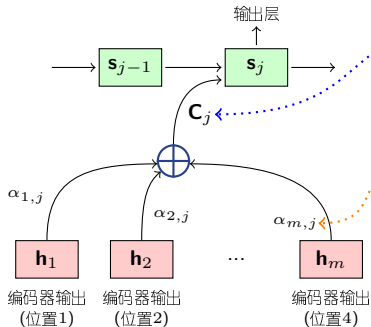 输出层
s_{j−1} s_j
C_j
α_{1,j} α_{2,j} α_{m,j}
h_1 h_2 ... h_m
编码器输出 编码器输出 编码器输出
(位置1) (位置2) (位置4)